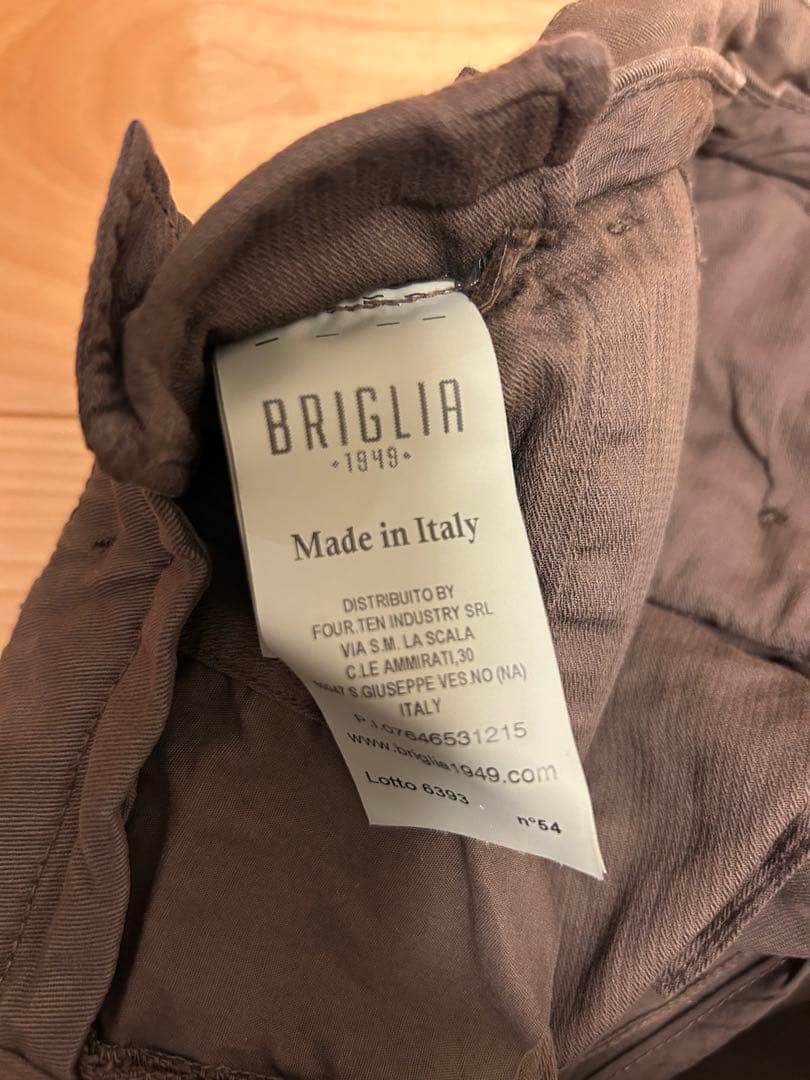 BRIGLIA
•1949•
Made in Italy
DISTRIBUITO BY
FOUR.TEN INDUSTRY SRL
VIA S.M. LA SCALA
C.LE AMMIRATI,30
S.GIUSEPPE VES.NO (NA)
ITALY
P.I.07646531215
www.briglia1949.com
Lotto 6393
n°54